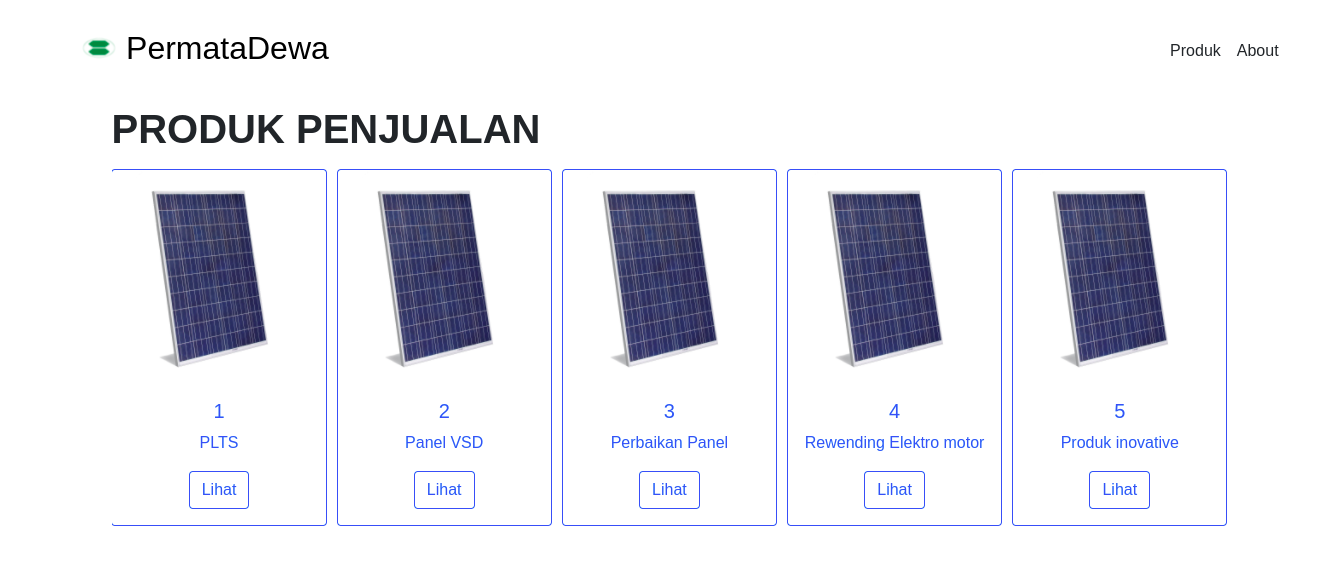 PermataDewa
Produk About
PRODUK PENJUALAN
1
PLTS
Lihat
2
Panel VSD
Lihat
3
Perbaikan Panel
Lihat
4
Rewending Elektro motor
Lihat
5
Produk inovative
Lihat